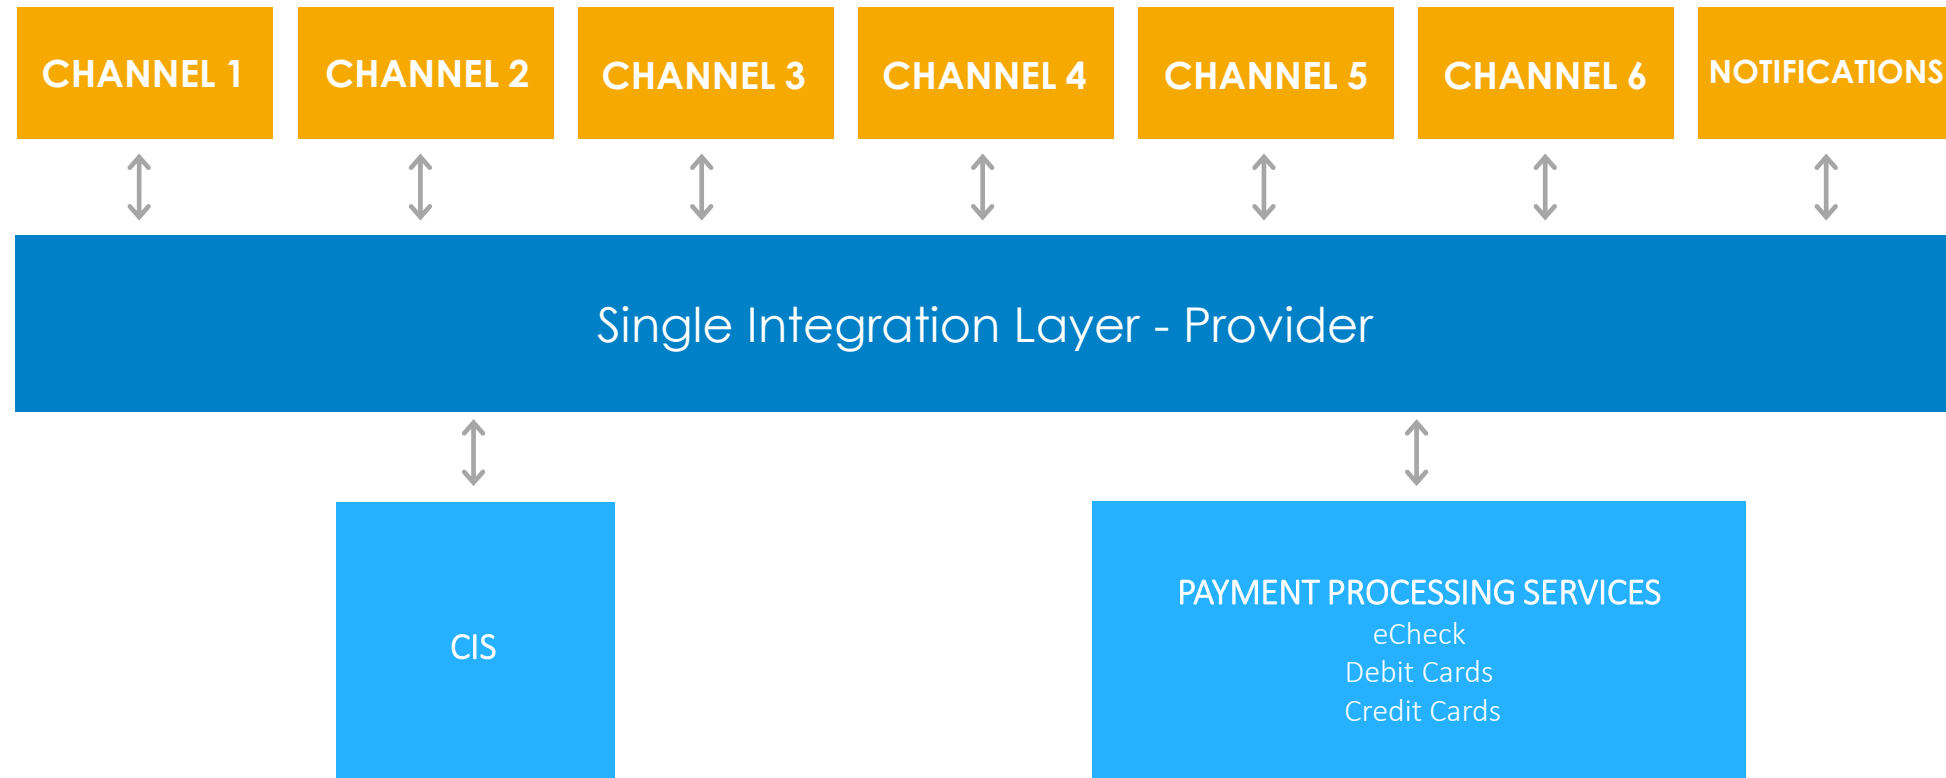 CHANNEL 1
CHANNEL 2
CHANNEL 3
CHANNEL 4
CHANNEL 5
CHANNEL 6
NOTIFICATIONS
Single Integration Layer - Provider
CIS
PAYMENT PROCESSING SERVICES
eCheck
Debit Cards
Credit Cards